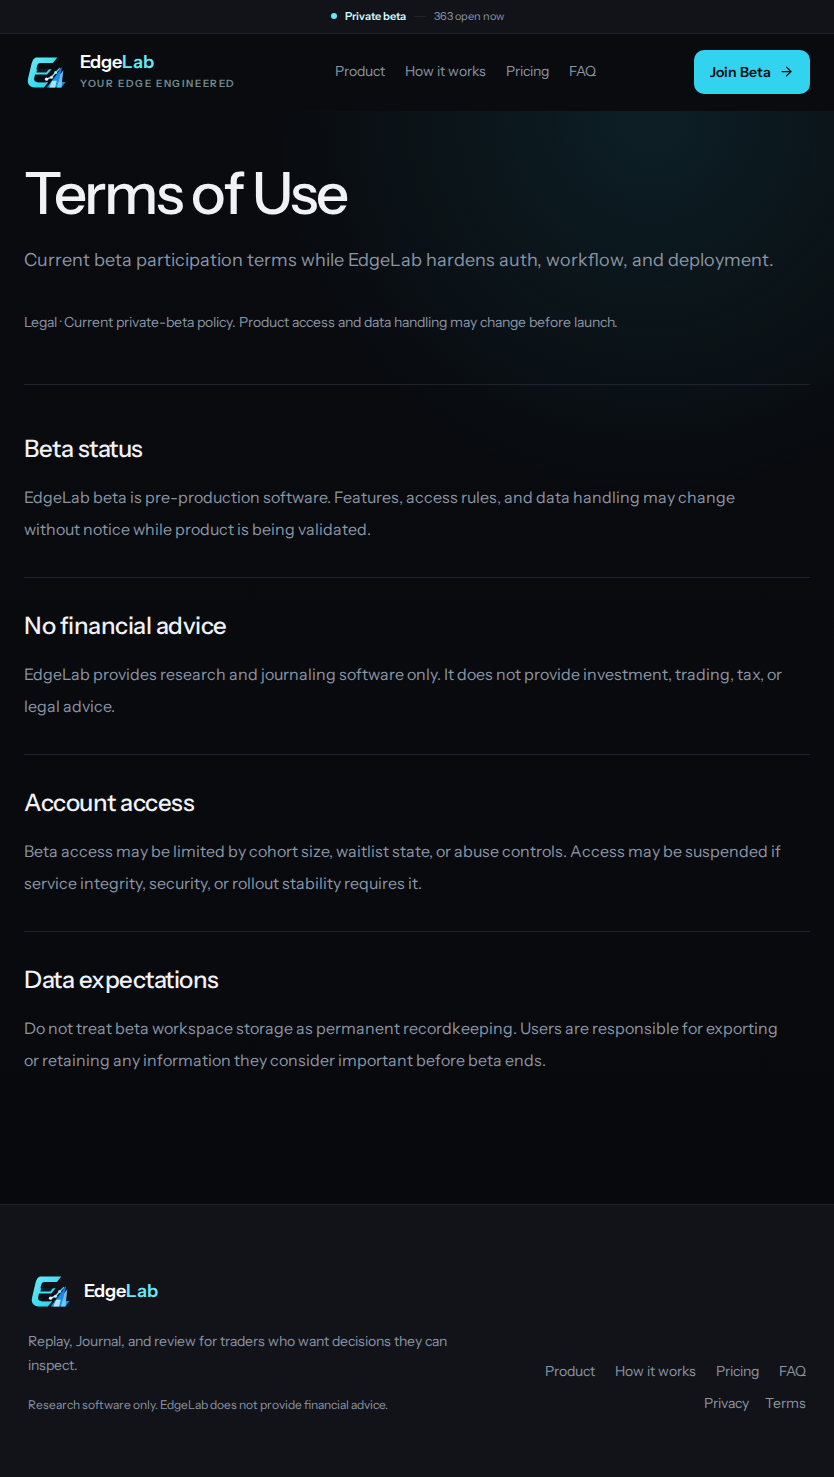 Private beta — 363 open now
EdgeLab
YOUR EDGE ENGINEERED
Product How it works Pricing FAQ
Join Beta →
Terms of Use
Current beta participation terms while EdgeLab hardens auth, workflow, and deployment.
Legal · Current private-beta policy. Product access and data handling may change before launch.
Beta status
EdgeLab beta is pre-production software. Features, access rules, and data handling may change
without notice while product is being validated.
No financial advice
EdgeLab provides research and journaling software only. It does not provide investment, trading, tax, or
legal advice.
Account access
Beta access may be limited by cohort size, waitlist state, or abuse controls. Access may be suspended if
service integrity, security, or rollout stability requires it.
Data expectations
Do not treat beta workspace storage as permanent recordkeeping. Users are responsible for exporting
or retaining any information they consider important before beta ends.
EdgeLab
Replay, Journal, and review for traders who want decisions they can
inspect.
Research software only. EdgeLab does not provide financial advice.
Product How it works Pricing FAQ
Privacy Terms